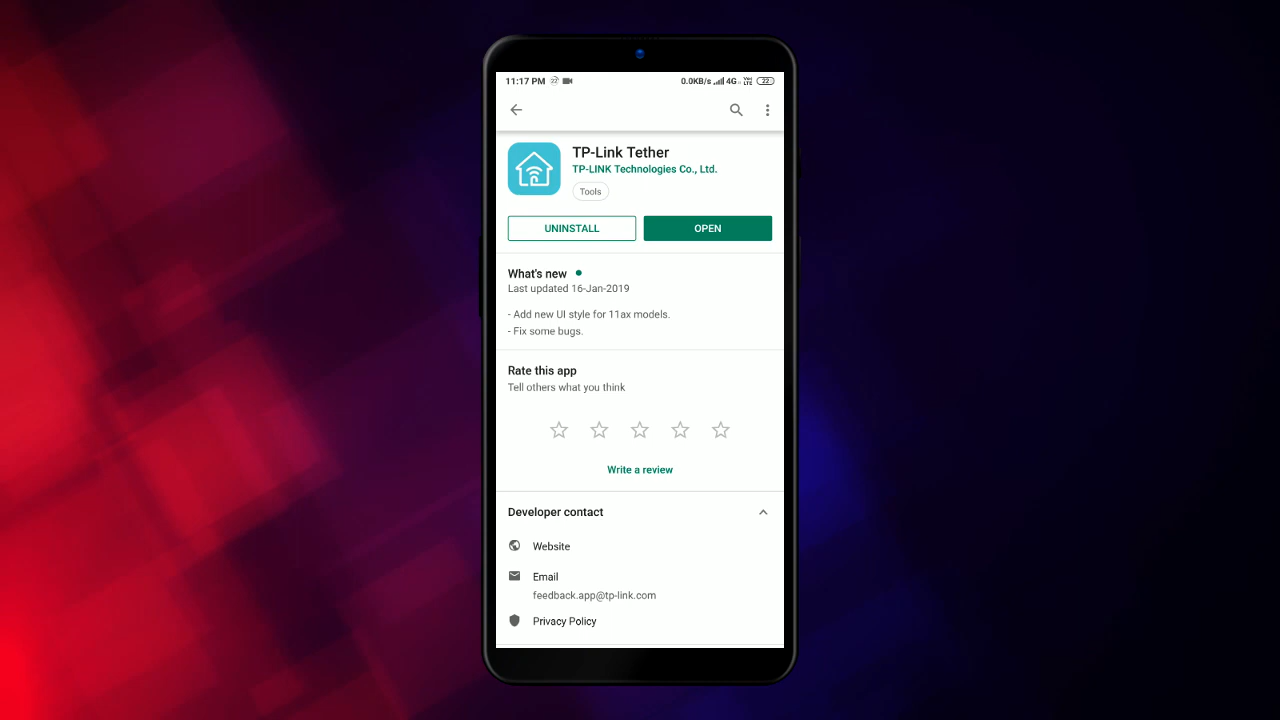 11:17 PM 0.0KB/s 4G 22
TP-Link Tether
TP-LINK Technologies Co., Ltd.
Tools
UNINSTALL OPEN
What's new
Last updated 16-Jan-2019
- Add new UI style for 11ax models.
- Fix some bugs.
Rate this app
Tell others what you think
Write a review
Developer contact
Website
Email
feedback.app@tp-link.com
Privacy Policy